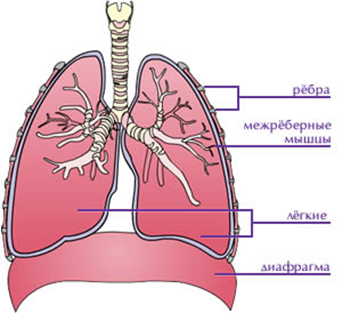 рёбра
межрёберные
мышцы
лёгкие
диафрагма